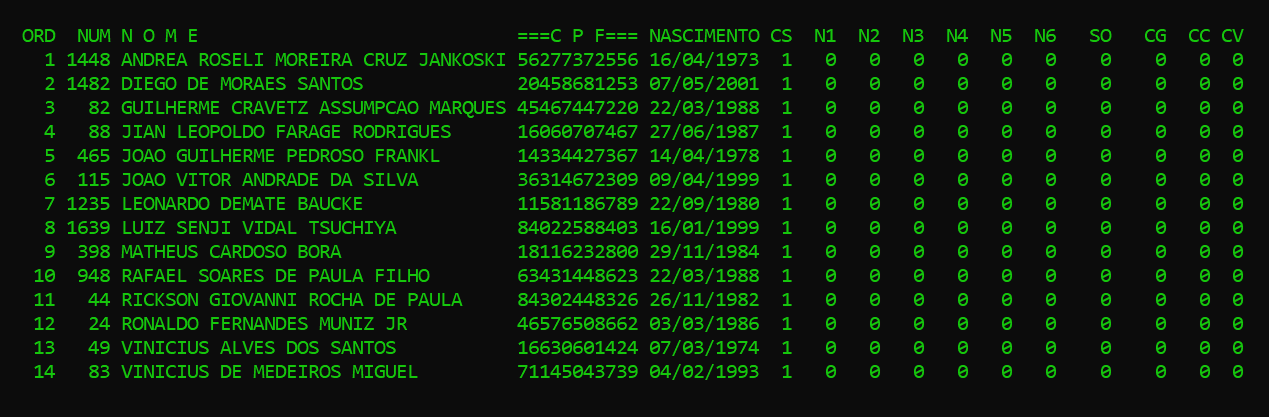 ORD  NUM N O M E                             ===C P F=== NASCIMENTO CS  N1  N2  N3  N4  N5  N6   SO   CG  CC CV
  1 1448 ANDREA ROSELI MOREIRA CRUZ JANKOSKI 56277372556 16/04/1973  1   0   0   0   0   0   0    0    0   0  0
  2 1482 DIEGO DE MORAES SANTOS              20458681253 07/05/2001  1   0   0   0   0   0   0    0    0   0  0
  3   82 GUILHERME CRAVETZ ASSUMPCAO MARQUES 45467447220 22/03/1988  1   0   0   0   0   0   0    0    0   0  0
  4   88 JIAN LEOPOLDO FARAGE RODRIGUES      16060707467 27/06/1987  1   0   0   0   0   0   0    0    0   0  0
  5  465 JOAO GUILHERME PEDROSO FRANKL       14334427367 14/04/1978  1   0   0   0   0   0   0    0    0   0  0
  6  115 JOAO VITOR ANDRADE DA SILVA         36314672309 09/04/1999  1   0   0   0   0   0   0    0    0   0  0
  7 1235 LEONARDO DEMATE BAUCKE              11581186789 22/09/1980  1   0   0   0   0   0   0    0    0   0  0
  8 1639 LUIZ SENJI VIDAL TSUCHIYA           84022588403 16/01/1999  1   0   0   0   0   0   0    0    0   0  0
  9  398 MATHEUS CARDOSO BORA                18116232800 29/11/1984  1   0   0   0   0   0   0    0    0   0  0
 10  948 RAFAEL SOARES DE PAULA FILHO        63431448623 22/03/1988  1   0   0   0   0   0   0    0    0   0  0
 11   44 RICKSON GIOVANNI ROCHA DE PAULA     84302448326 26/11/1982  1   0   0   0   0   0   0    0    0   0  0
 12   24 RONALDO FERNANDES MUNIZ JR          46576508662 03/03/1986  1   0   0   0   0   0   0    0    0   0  0
 13   49 VINICIUS ALVES DOS SANTOS           16630601424 07/03/1974  1   0   0   0   0   0   0    0    0   0  0
 14   83 VINICIUS DE MEDEIROS MIGUEL         71145043739 04/02/1993  1   0   0   0   0   0   0    0    0   0  0